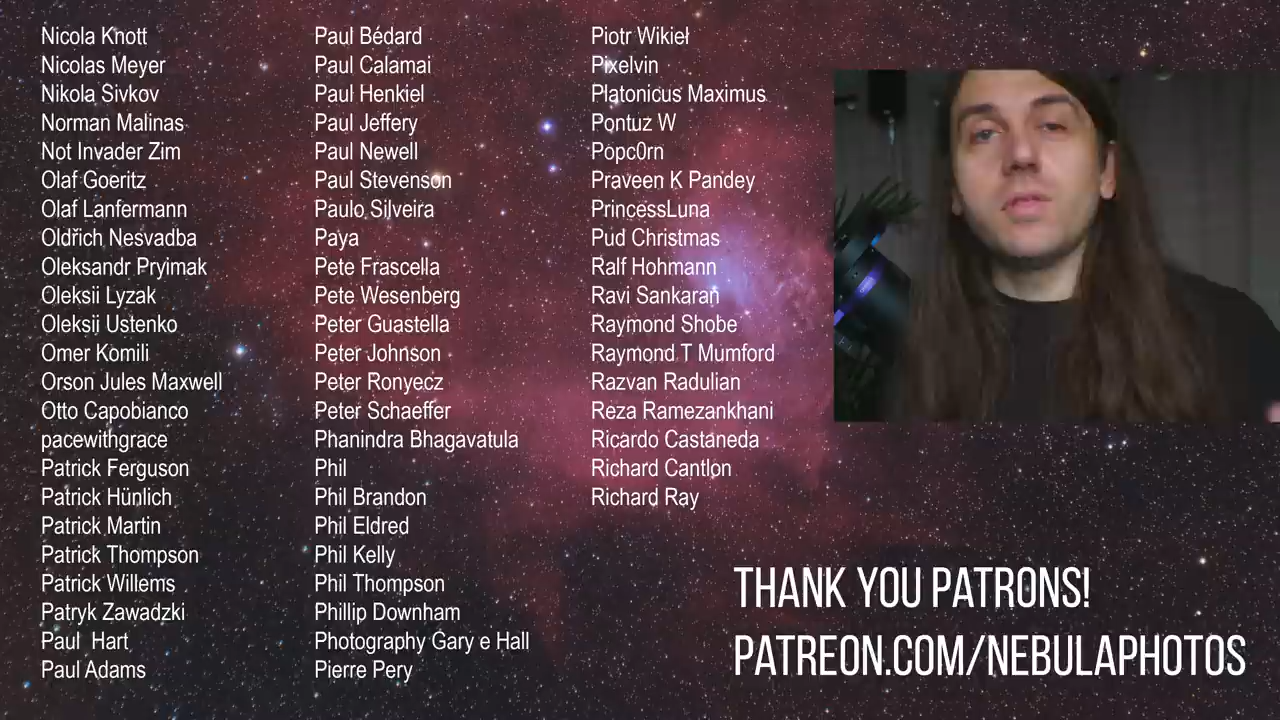 Nicola Knott
Nicolas Meyer
Nikola Sivkov
Norman Malinas
Not Invader Zim
Olaf Goeritz
Olaf Lanfermann
Oldřich Nesvadba
Oleksandr Pryimak
Oleksii Lyzak
Oleksii Ustenko
Omer Komili
Orson Jules Maxwell
Otto Capobianco
pacewithgrace
Patrick Ferguson
Patrick Hünlich
Patrick Martin
Patrick Thompson
Patrick Willems
Patryk Zawadzki
Paul  Hart
Paul Adams
Paul Bédard
Paul Calamai
Paul Henkiel
Paul Jeffery
Paul Newell
Paul Stevenson
Paulo Silveira
Paya
Pete Frascella
Pete Wesenberg
Peter Guastella
Peter Johnson
Peter Ronyecz
Peter Schaeffer
Phanindra Bhagavatula
Phil
Phil Brandon
Phil Eldred
Phil Kelly
Phil Thompson
Phillip Downham
Photography Gary e Hall
Pierre Pery
Piotr Wikieł
Pixelvin
Platonicus Maximus
Pontuz W
Popc0rn
Praveen K Pandey
PrincessLuna
Pud Christmas
Ralf Hohmann
Ravi Sankaran
Raymond Shobe
Raymond T Mumford
Razvan Radulian
Reza Ramezankhani
Ricardo Castaneda
Richard Cantlon
Richard Ray
THANK YOU PATRONS!
PATREON.COM/NEBULAPHOTOS